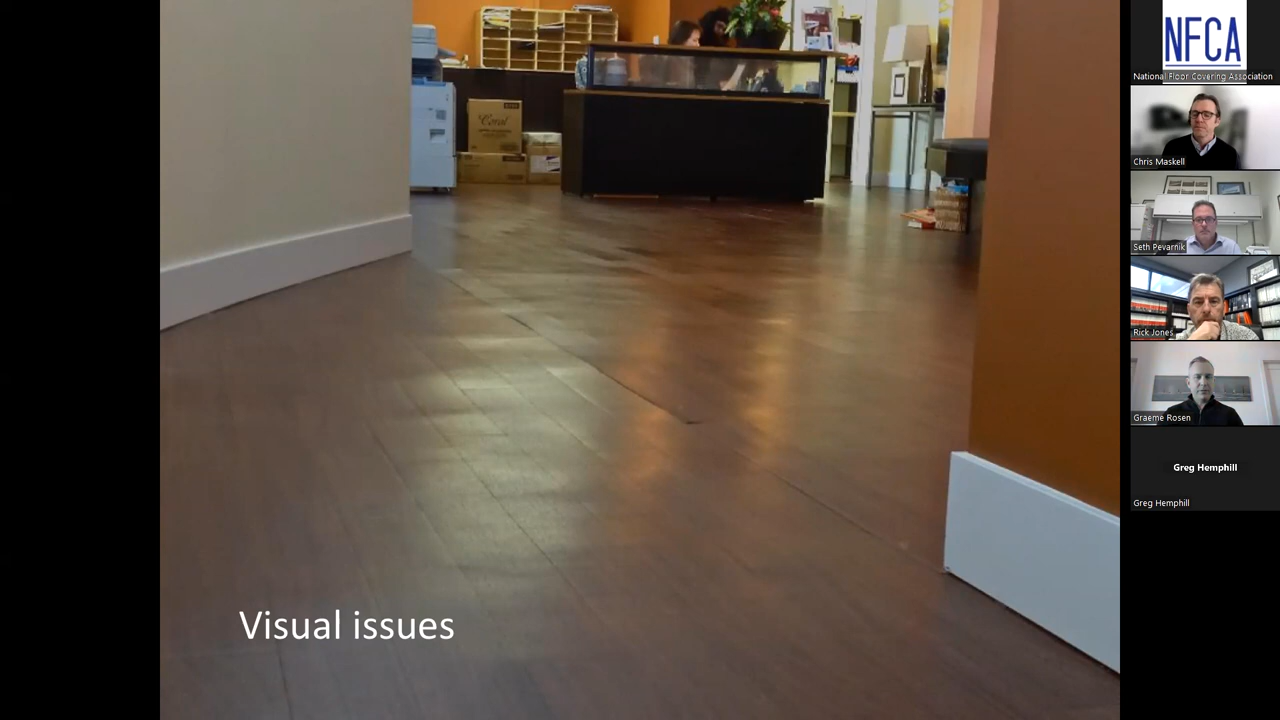 Visual issues
Coral
NFCA
National Floor Covering Association
Chris Maskell
Seth Pevarnik
Rick Jones
Graeme Rosen
Greg Hemphill
Greg Hemphill